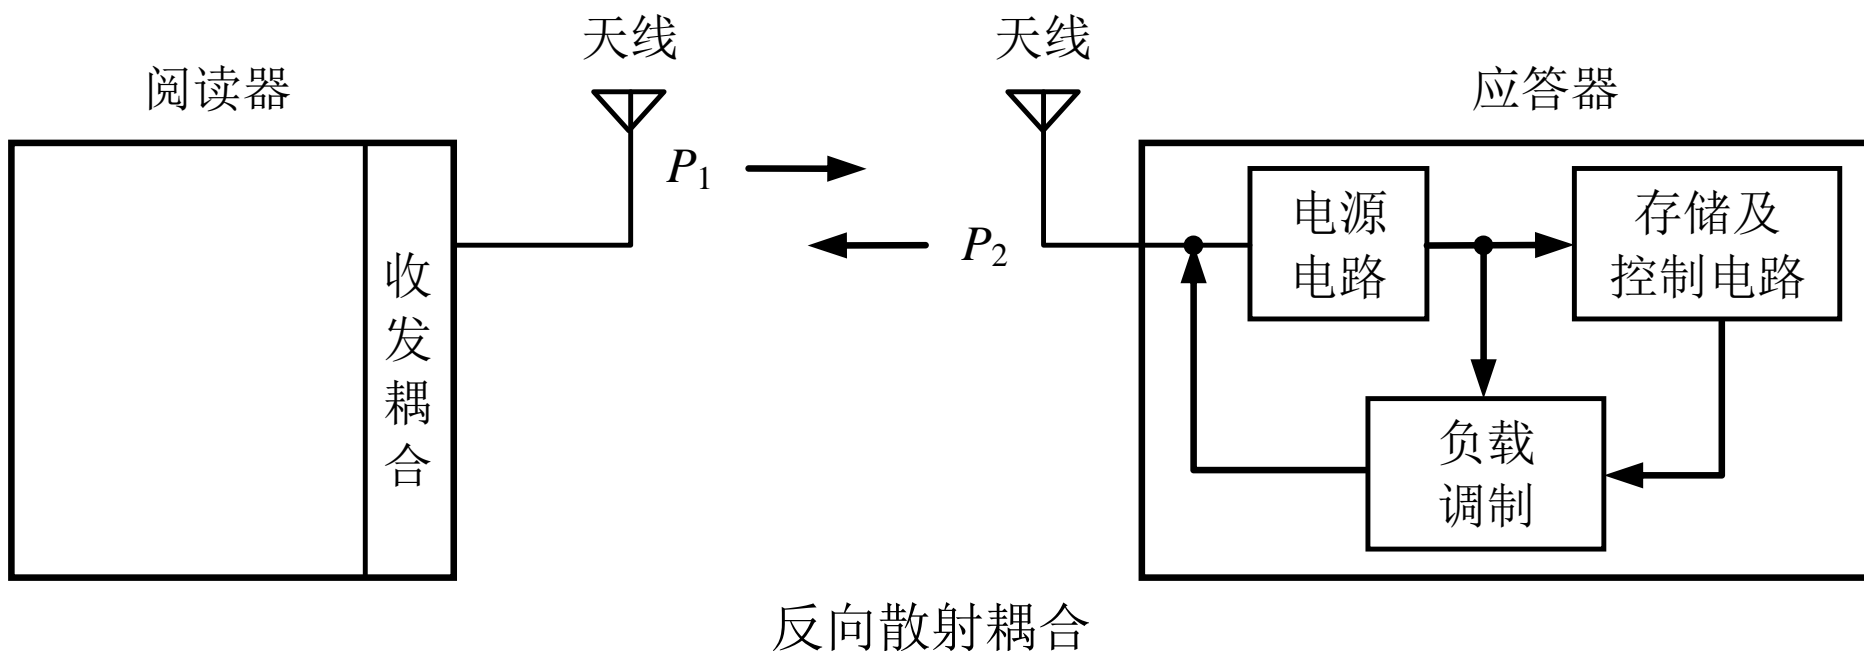 天线
天线
阅读器
应答器
P₁
P₂
收
发
耦
合
电源
电路
存储及
控制电路
负载
调制
反向散射耦合